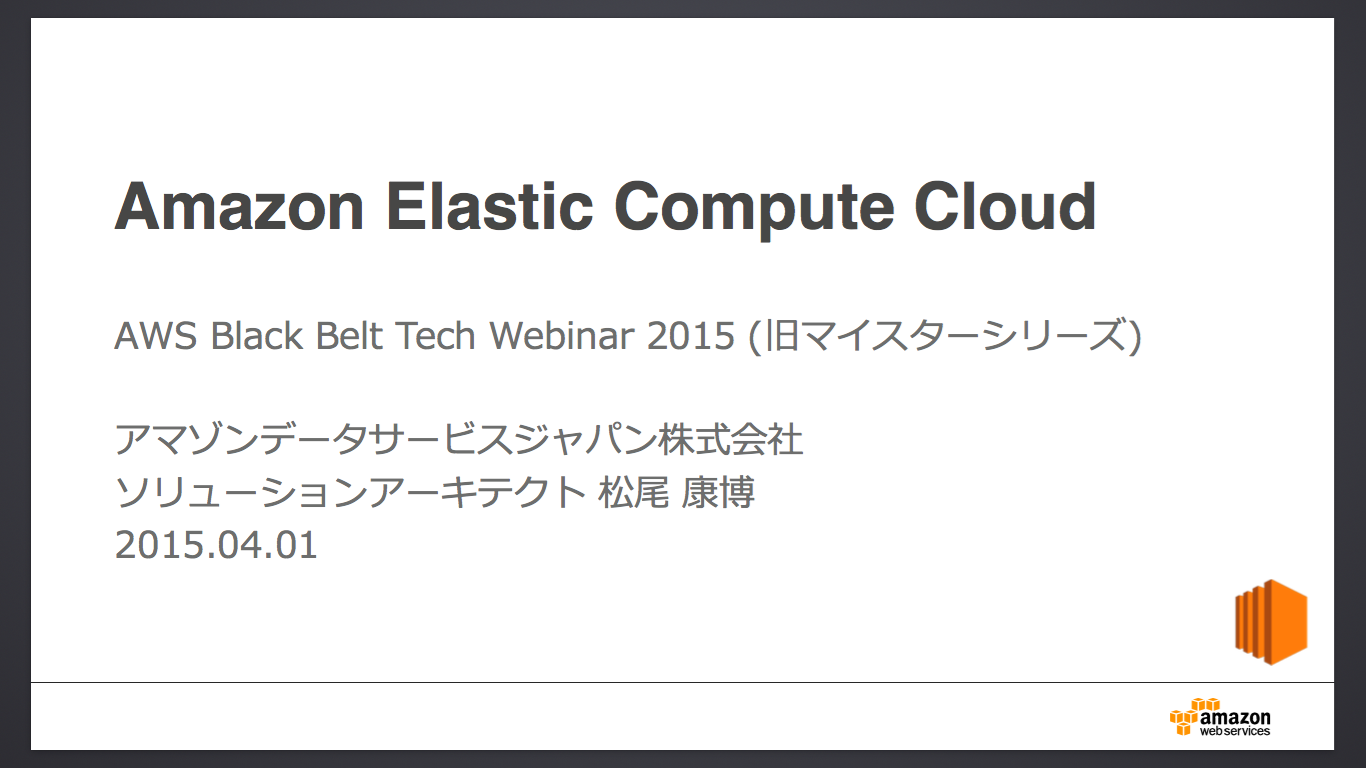 Amazon Elastic Compute Cloud
AWS Black Belt Tech Webinar 2015 (旧マイスターシリーズ)
アマゾンデータサービスジャパン株式会社
ソリューションアーキテクト 松尾 康博
2015.04.01
amazon
web services